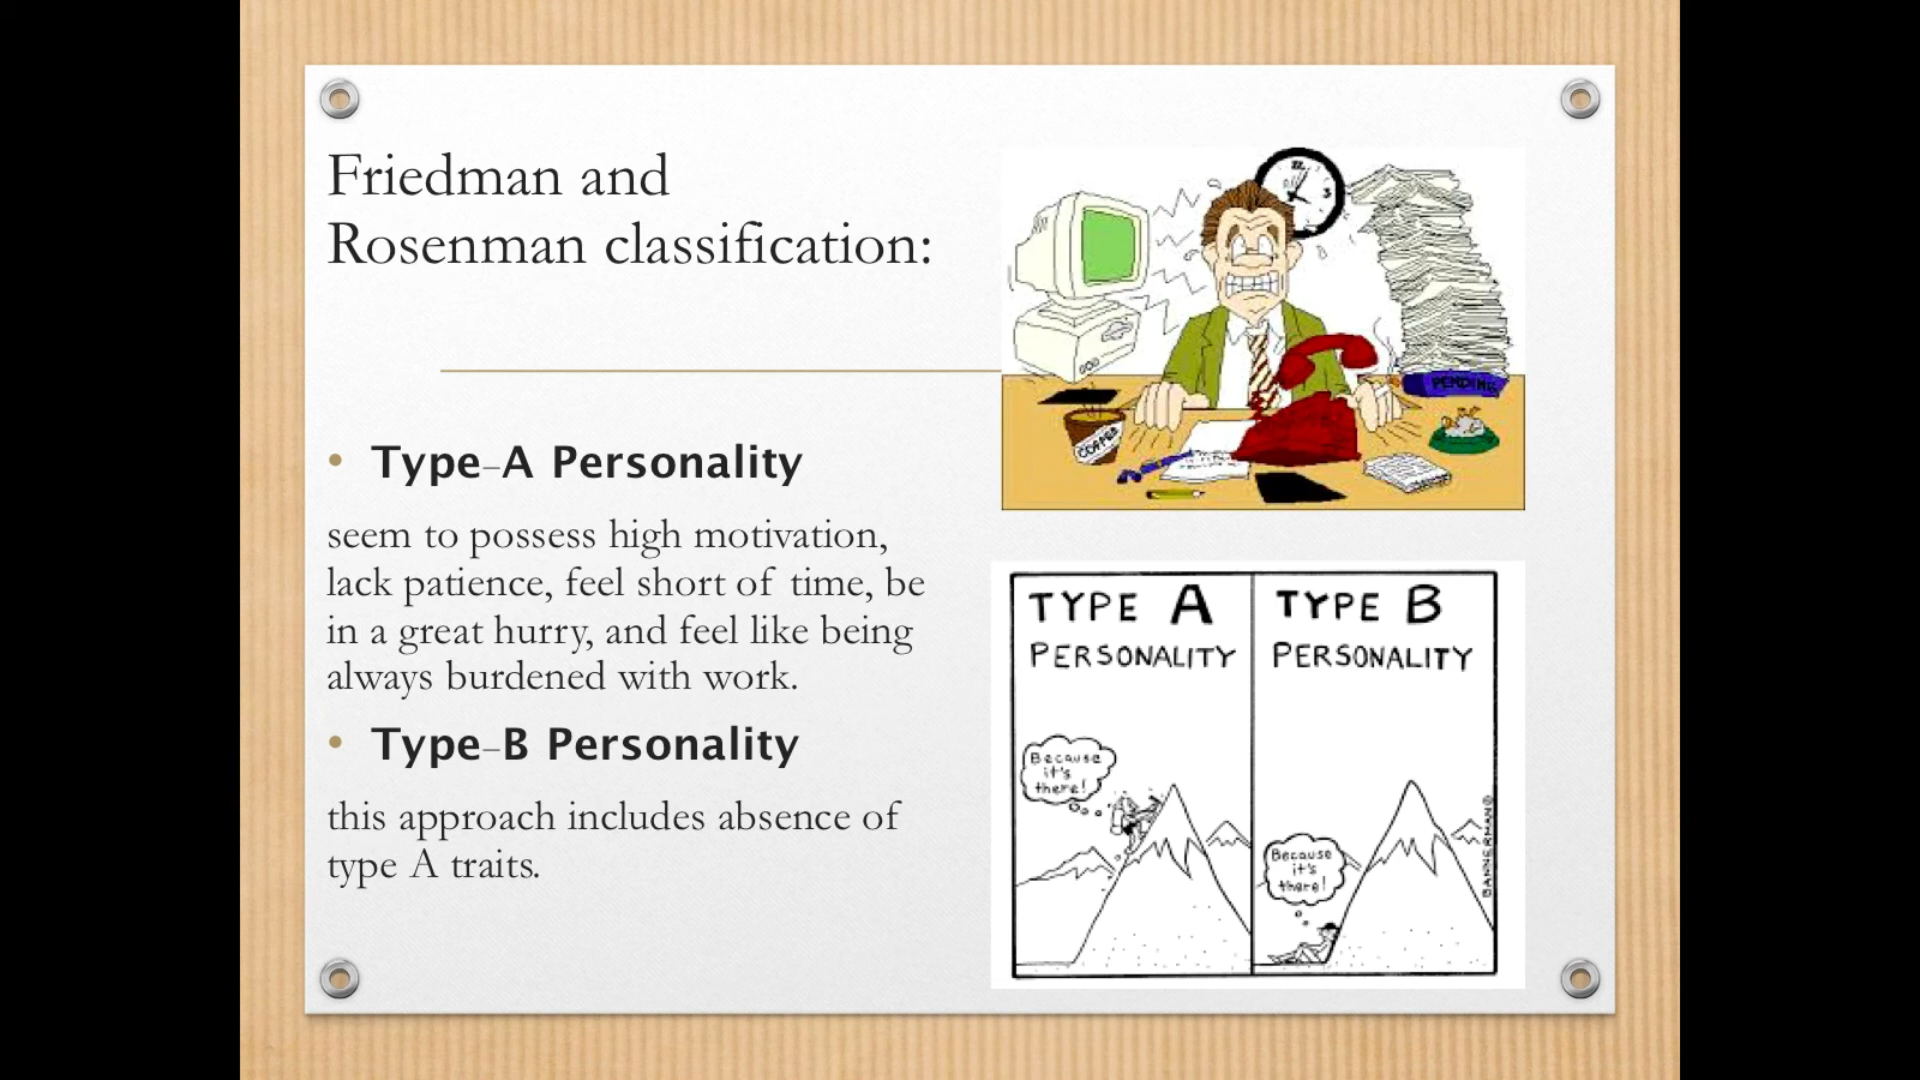 Friedman and
Rosenman classification:
• Type–A Personality
seem to possess high motivation,
lack patience, feel short of time, be
in a great hurry, and feel like being
always burdened with work.
• Type–B Personality
this approach includes absence of
type A traits.
12
3
PENDING
TYPE A
PERSONALITY
Because
it's
there!
TYPE B
PERSONALITY
Because
it's
there!
BANNERMAN©